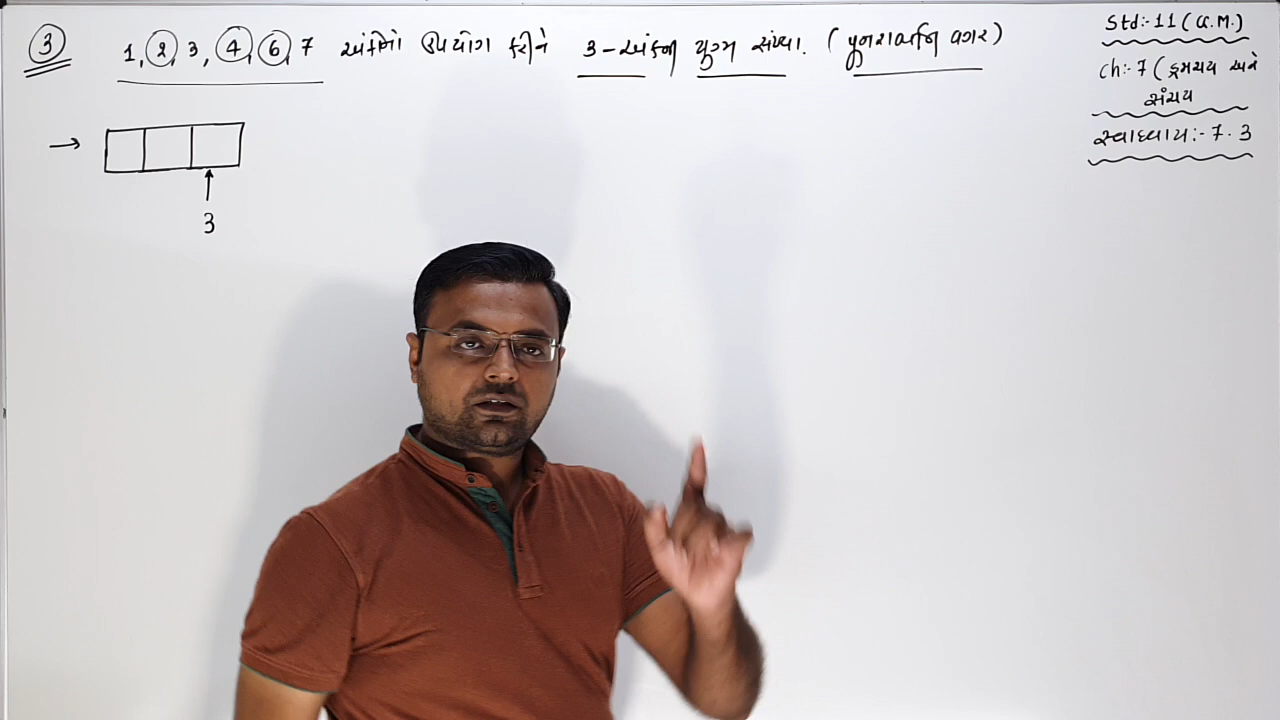 3 1, 2, 3, 4, 6, 7 અંકોનો ઉપયોગ કરીને 3-અંકની યુગ્મ સંખ્યા. (પુનરાવર્તન વગર)
→
3
Std:- 11 (G.M.)
Ch:- 7 (ક્રમચય અને
સંચય
સ્વાધ્યાય:- 7.3